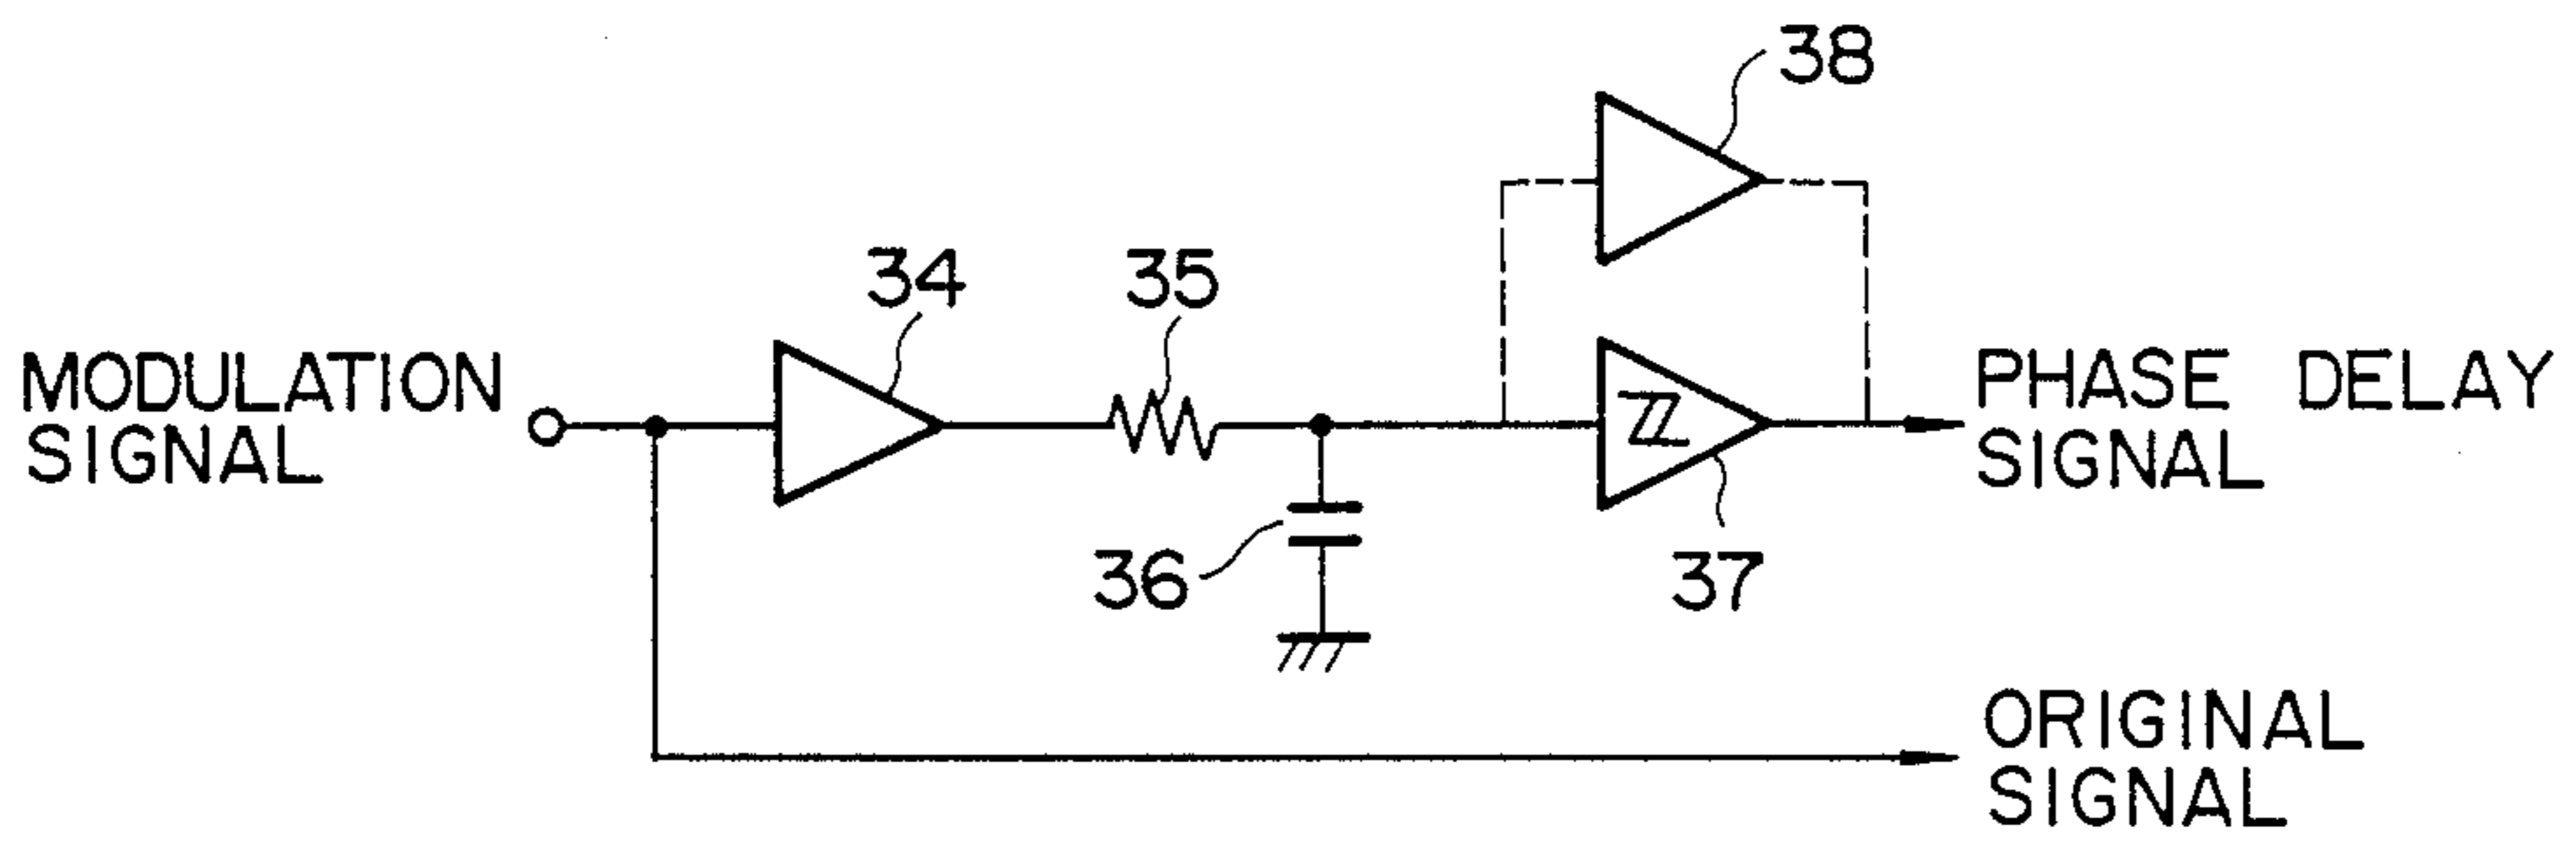 38
34
35
MODULATION
SIGNAL
PHASE DELAY
SIGNAL
36
37
ORIGINAL
SIGNAL